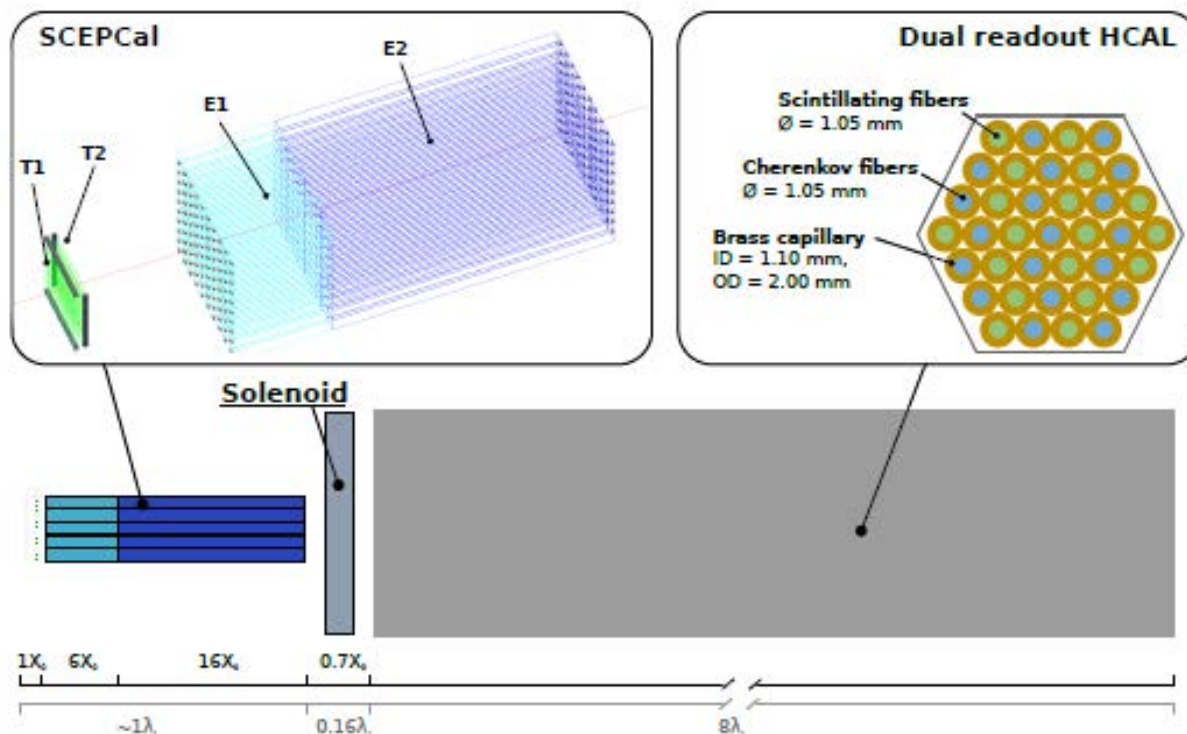 SCEPCal
E2
E1
T2
T1
Dual readout HCAL
Scintillating fibers
Ø = 1.05 mm
Cherenkov fibers
Ø = 1.05 mm
Brass capillary
ID = 1.10 mm,
OD = 2.00 mm
Solenoid
1X₀ 6X₀ 16X₀ 0.7X₀
~1λ 0.16λ 8λ